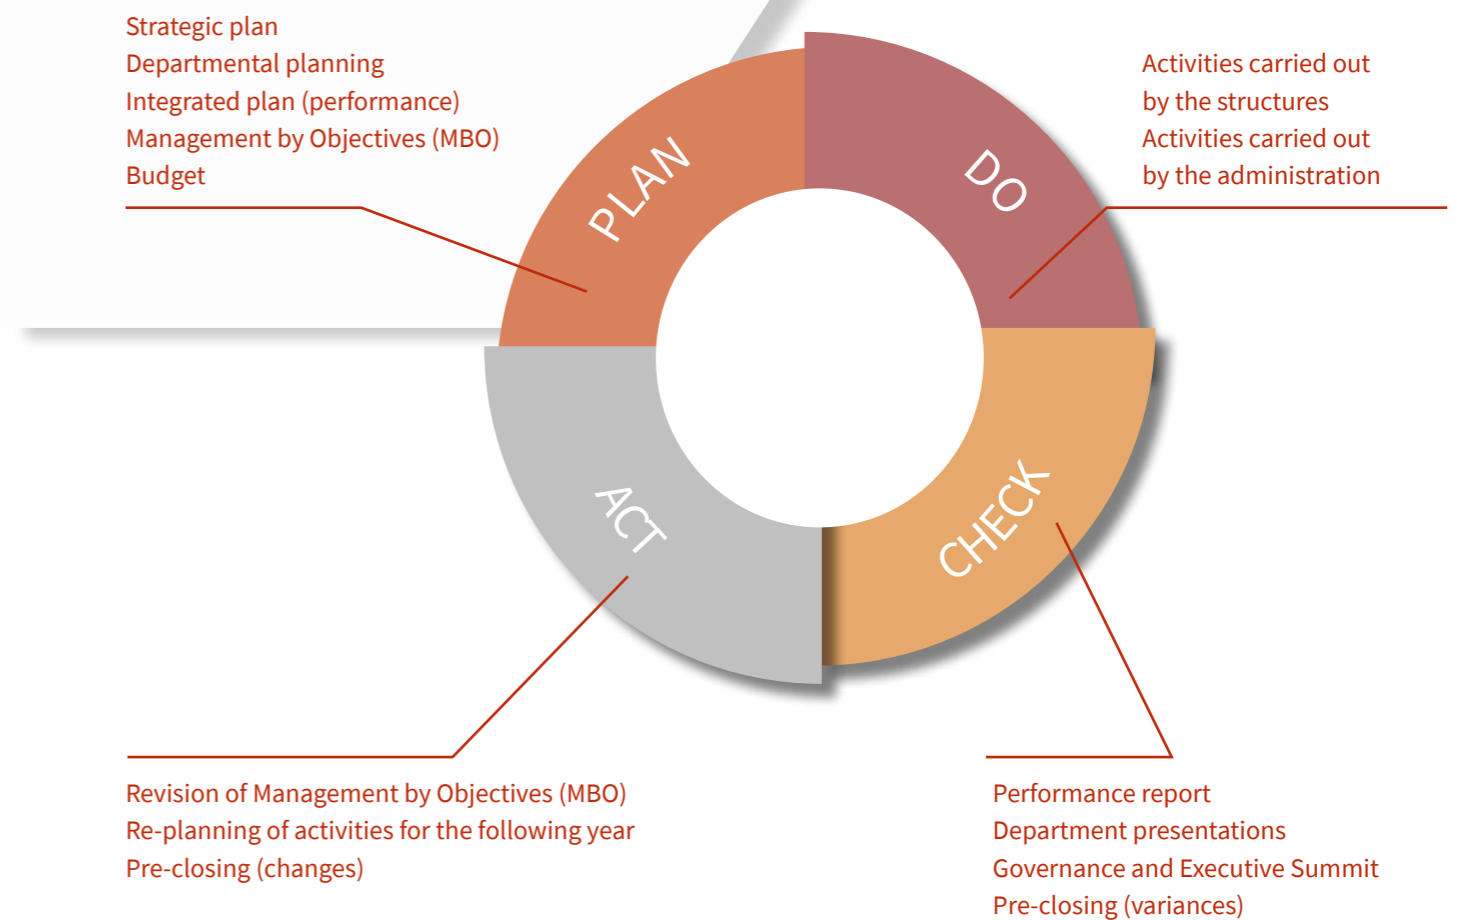 Strategic plan
Departmental planning
Integrated plan (performance)
Management by Objectives (MBO)
Budget
Activities carried out
by the structures
Activities carried out
by the administration
PLAN
DO
ACT
CHECK
Revision of Management by Objectives (MBO)
Re-planning of activities for the following year
Pre-closing (changes)
Performance report
Department presentations
Governance and Executive Summit
Pre-closing (variances)